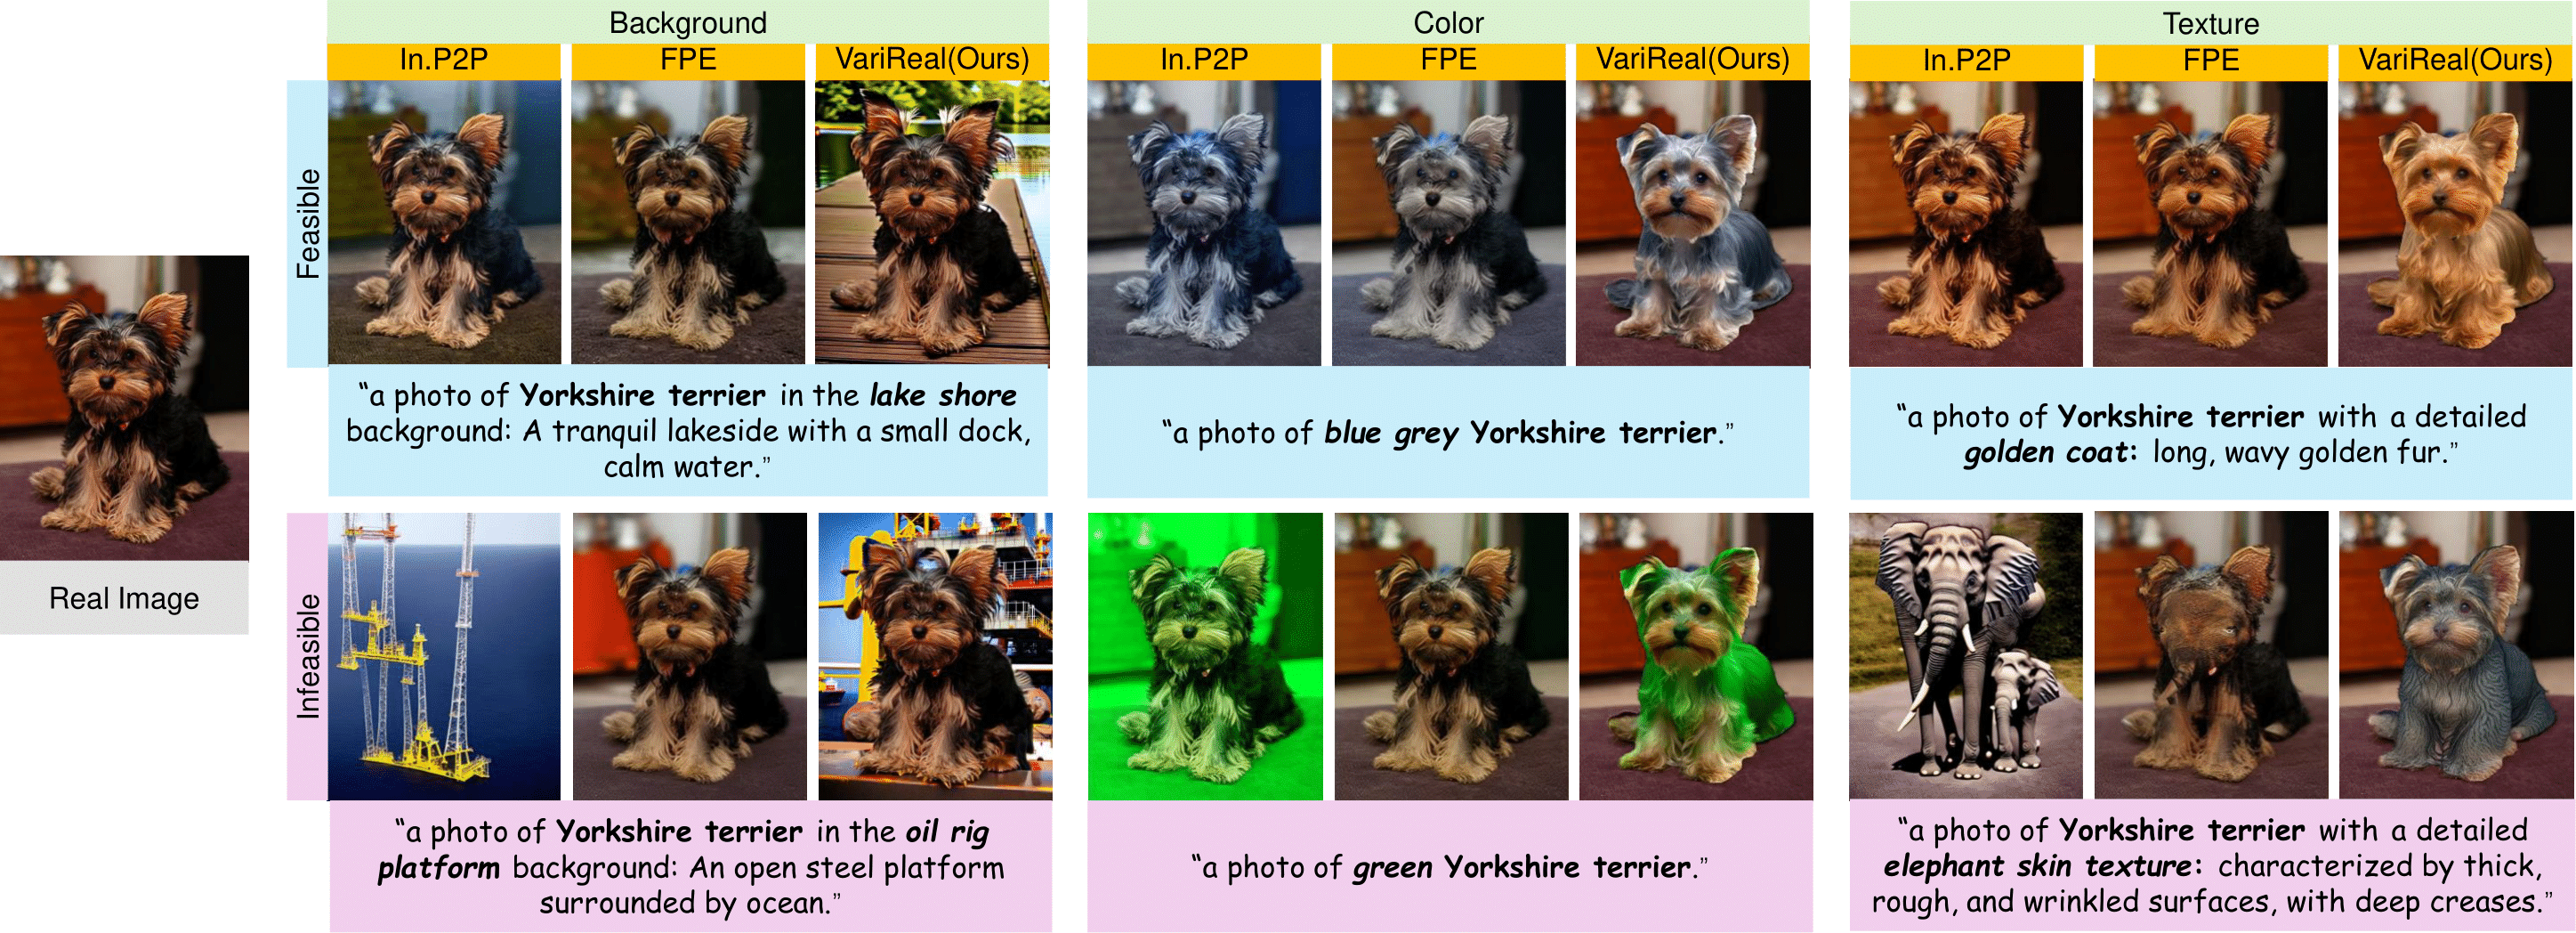 Background
Color
Texture
In.P2P
FPE
VariReal(Ours)
In.P2P
FPE
VariReal(Ours)
In.P2P
FPE
VariReal(Ours)
Feasible
“a photo of Yorkshire terrier in the lake shore
background: A tranquil lakeside with a small dock,
calm water.”
“a photo of blue grey Yorkshire terrier.”
“a photo of Yorkshire terrier with a detailed
golden coat: long, wavy golden fur.”
Real Image
Infeasible
“a photo of Yorkshire terrier in the oil rig
platform background: An open steel platform
surrounded by ocean.”
“a photo of green Yorkshire terrier.”
“a photo of Yorkshire terrier with a detailed
elephant skin texture: characterized by thick,
rough, and wrinkled surfaces, with deep creases.”